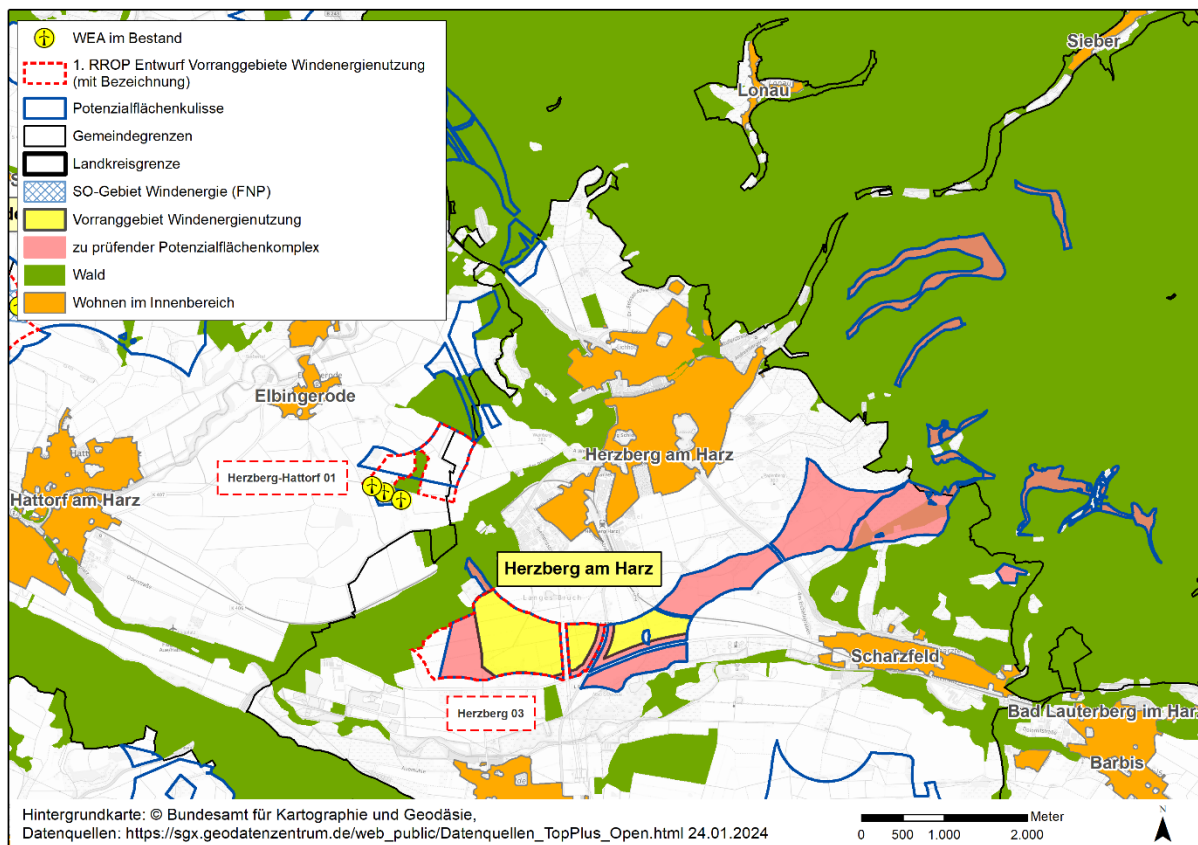 WEA im Bestand
1. RROP Entwurf Vorranggebiete Windenergienutzung
(mit Bezeichnung)
Potenzialflächenkulisse
Gemeindegrenzen
Landkreisgrenze
SO-Gebiet Windenergie (FNP)
Vorranggebiet Windenergienutzung
zu prüfender Potenzialflächenkomplex
Wald
Wohnen im Innenbereich
Sieber
Lonau
Elbingerode
Herzberg am Harz
Herzberg-Hattorf 01
Hattorf am Harz
Herzberg am Harz
Langes Bruch
Scharzfeld
Herzberg 03
Bad Lauterberg im Harz
Barbis
Hintergrundkarte: © Bundesamt für Kartographie und Geodäsie,
Datenquellen: https://sgx.geodatenzentrum.de/web_public/Datenquellen_TopPlus_Open.html 24.01.2024
Meter
0 500 1.000 2.000
N